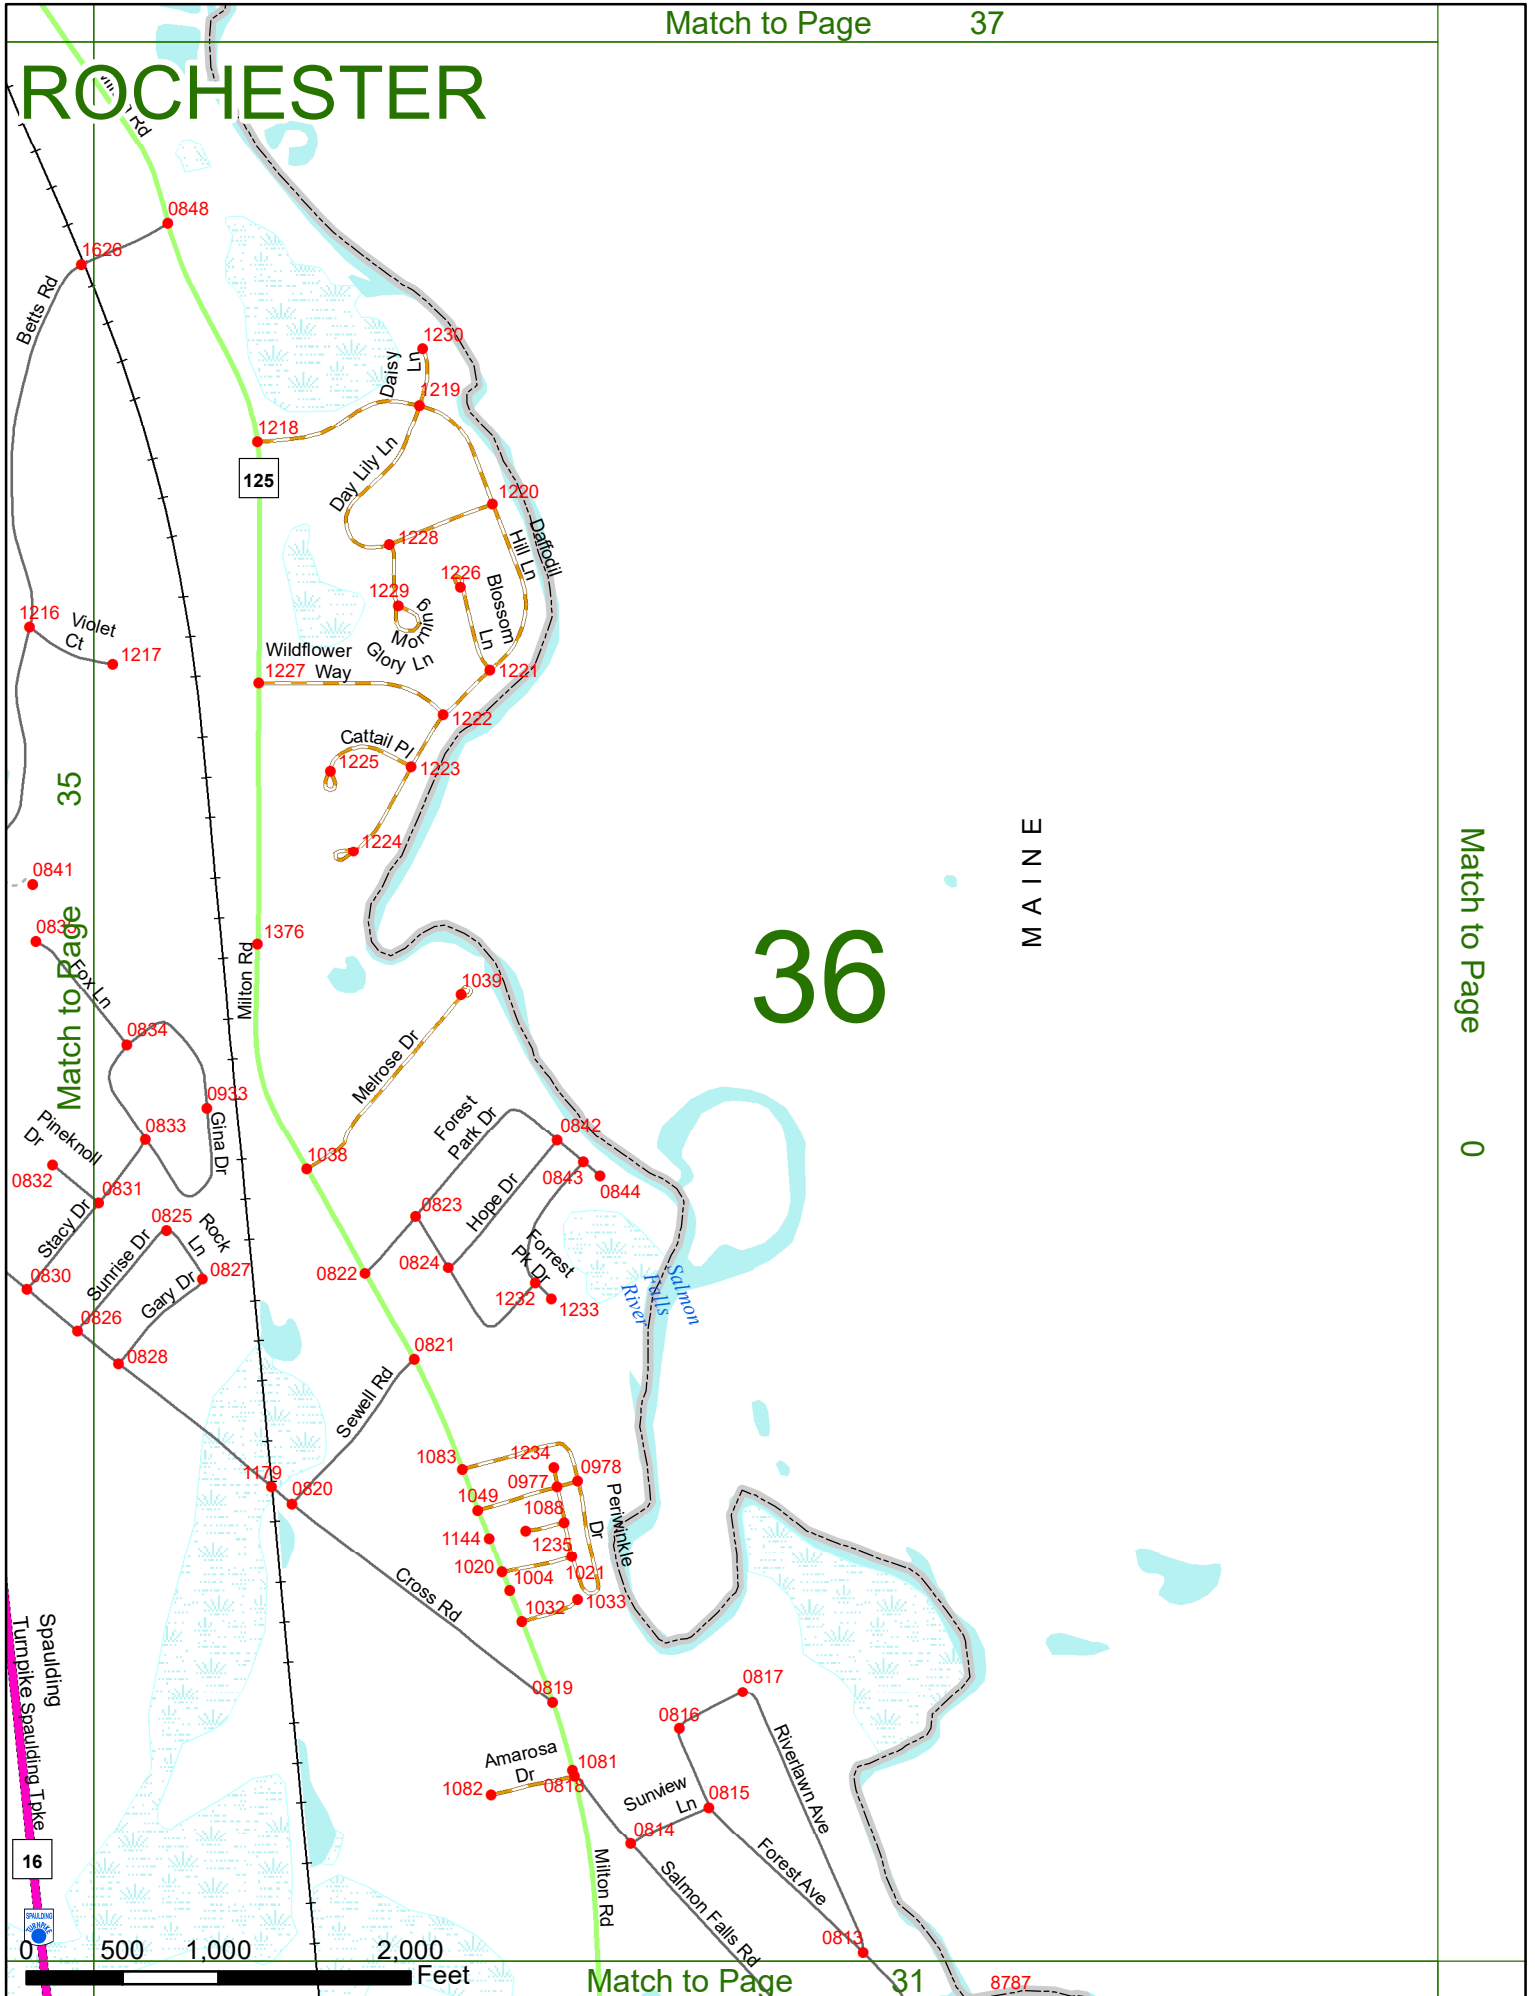 Match to Page 37
ROCHESTER
Rd
0848
1626
Betts Rd
1230
Daisy
Ln
1219
1218
125
Day Lily Ln
1220
1228
Daffodil
Hill Ln
1226
1229
Blossom
Ln
Morning
Glory Ln
1216
Violet
Ct
1217
Wildflower
Way
1227
1221
1222
Cattail Pl
1225
1223
1224
Match to Page 35
MAINE
Match to Page 0
0841
Fox Ln
1376
Milton Rd
36
1039
0834
Melrose Dr
0933
Gina Dr
0833
Pineknoll
Dr
0832
0831
1038
Forest
Park Dr
0842
0843
0844
0823
Hope Dr
Stacy Dr
0825
Rock
Ln
Sunrise Dr
0827
Gary Dr
0830
0826
0828
0822
0824
Forrest
Pk Dr
1232
1233
Salmon
Falls
River
0821
Sewell Rd
1083
1234
0978
0977
1179
0820
1049
1088
Periwinkle
Dr
1144
1235
1020
1021
1004
Cross Rd
1032
1033
Spaulding
Turnpike Spaulding Tpke
0819
0817
0816
Riverlawn Ave
Amarosa
Dr
1081
1082
0818
Sunview
Ln
0815
0814
16
Milton Rd
Forest Ave
Salmon Falls Rd
SPAULDING
TURNPIKE
0813
0 500 1,000 2,000
Feet
Match to Page 31
8787